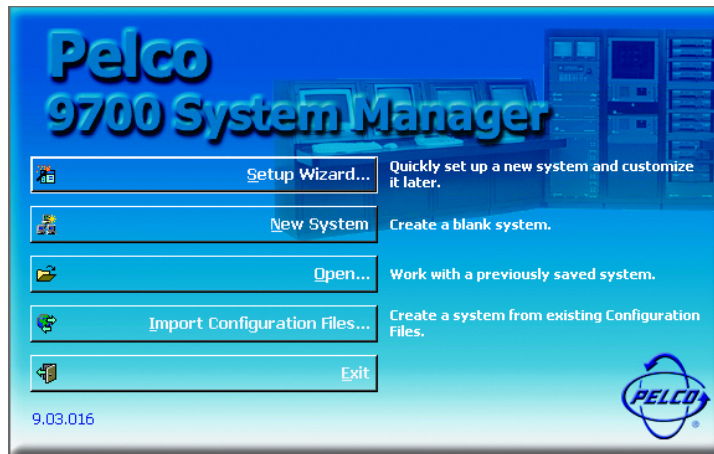 Pelco
9700 System Manager
Setup Wizard...
Quickly set up a new system and customize
it later.
New System
Create a blank system.
Open...
Work with a previously saved system.
Import Configuration Files...
Create a system from existing Configuration
Files.
Exit
9.03.016
PELCO
®